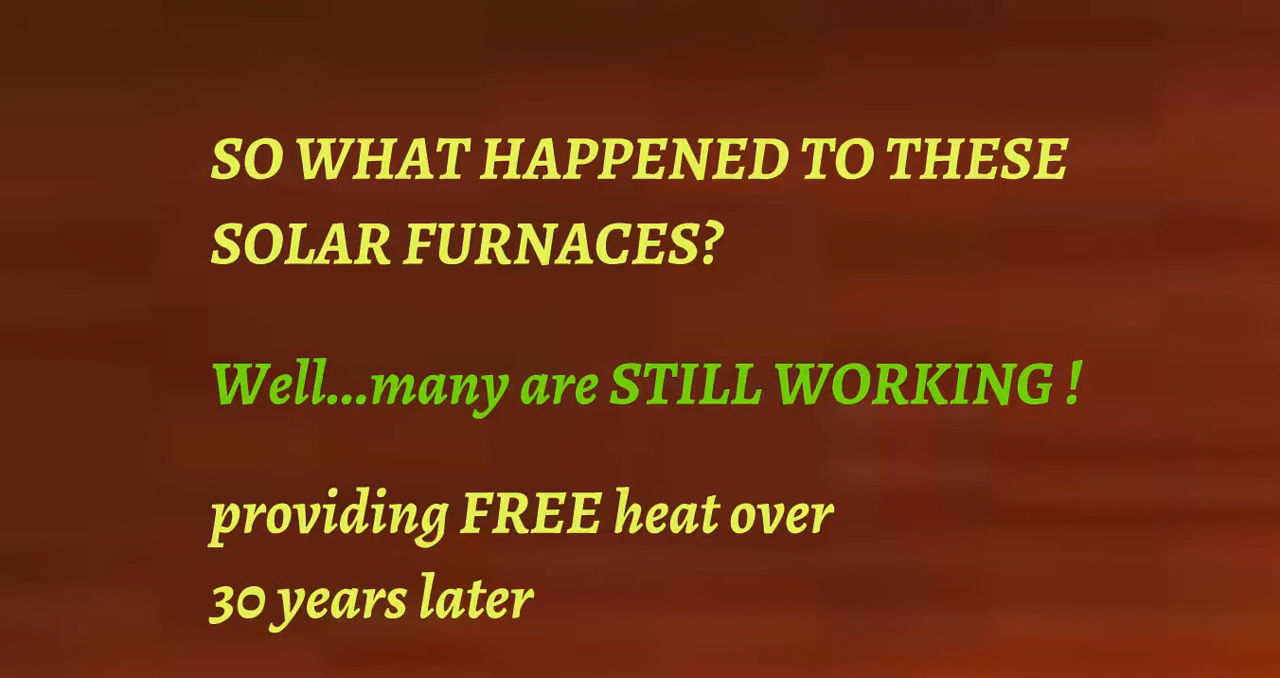 SO WHAT HAPPENED TO THESE
SOLAR FURNACES?
Well...many are STILL WORKING !
providing FREE heat over
30 years later